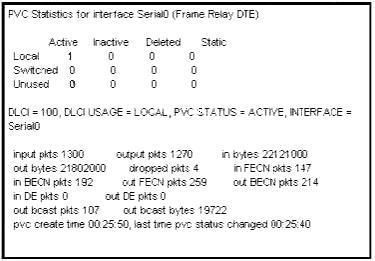 PVC Statistics for interface Serial0 (Frame Relay DTE)
Active Inactive Deleted Static
Local 1 0 0 0
Switched 0 0 0 0
Unused 0 0 0 0
DLCI = 100, DLCI USAGE = LOCAL, PVC STATUS = ACTIVE, INTERFACE =
Serial0
input pkts 1300 output pkts 1270 in bytes 22121000
out bytes 21802000 dropped pkts 4 in FECN pkts 147
in BECN pkts 192 out FECN pkts 259 out BECN pkts 214
in DE pkts 0 out DE pkts 0
out bcast pkts 107 out bcast bytes 19722
pvc create time 00:25:50, last time pvc status changed 00:25:40